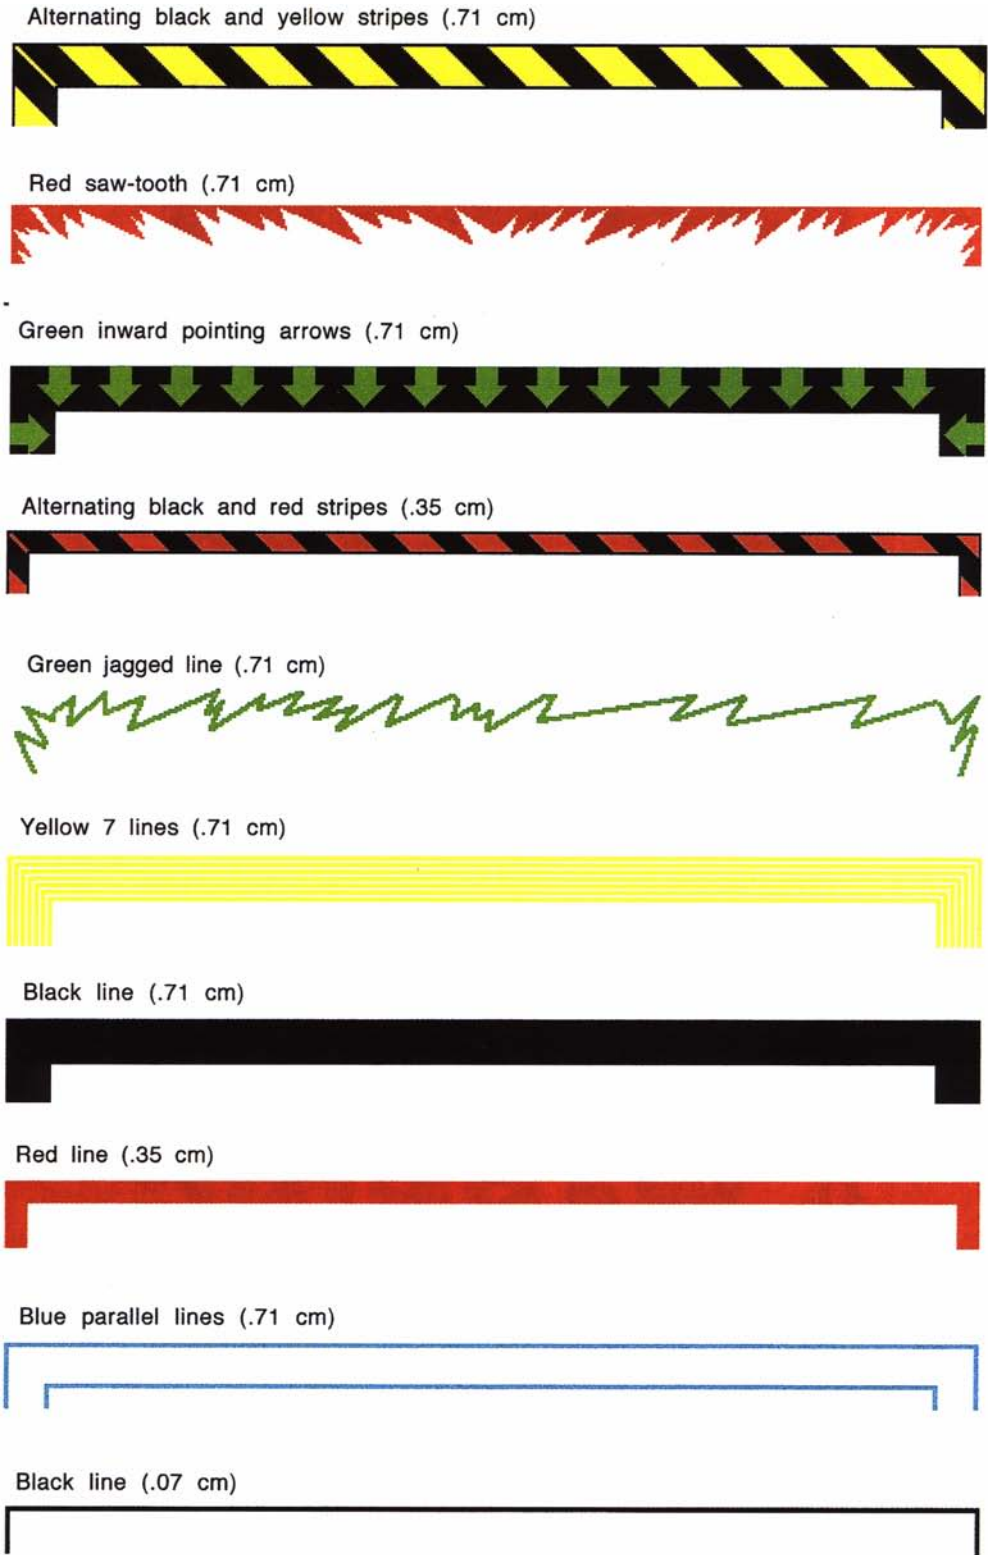 Alternating black and yellow stripes (.71 cm)
Red saw-tooth (.71 cm)
Green inward pointing arrows (.71 cm)
Alternating black and red stripes (.35 cm)
Green jagged line (.71 cm)
Yellow 7 lines (.71 cm)
Black line (.71 cm)
Red line (.35 cm)
Blue parallel lines (.71 cm)
Black line (.07 cm)